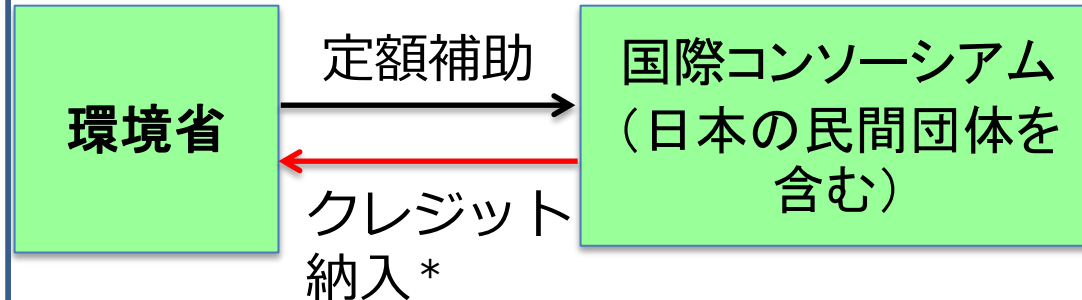 環境省
定額補助
クレジット
納入*
国際コンソーシアム
（日本の民間団体を
含む）